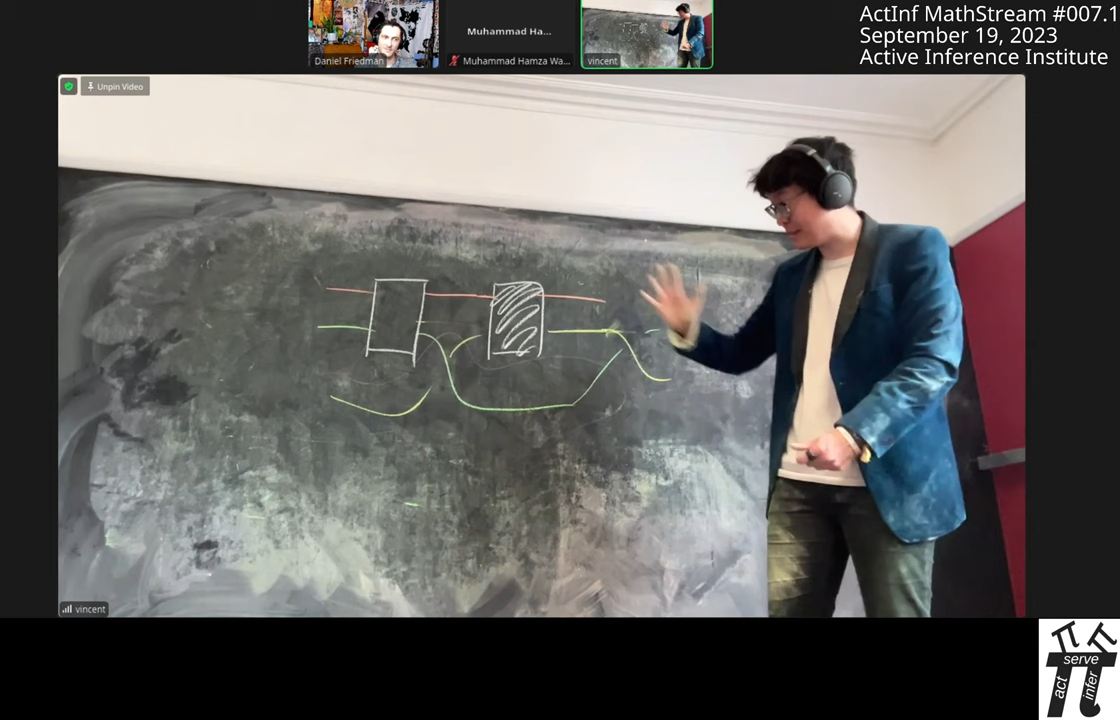 ActInf MathStream #007.1
September 19, 2023
Active Inference Institute
Daniel Friedman
Muhammad Ha...
Muhammad Hamza Wa...
vincent
Unpin Video
vincent
serve
act
infer